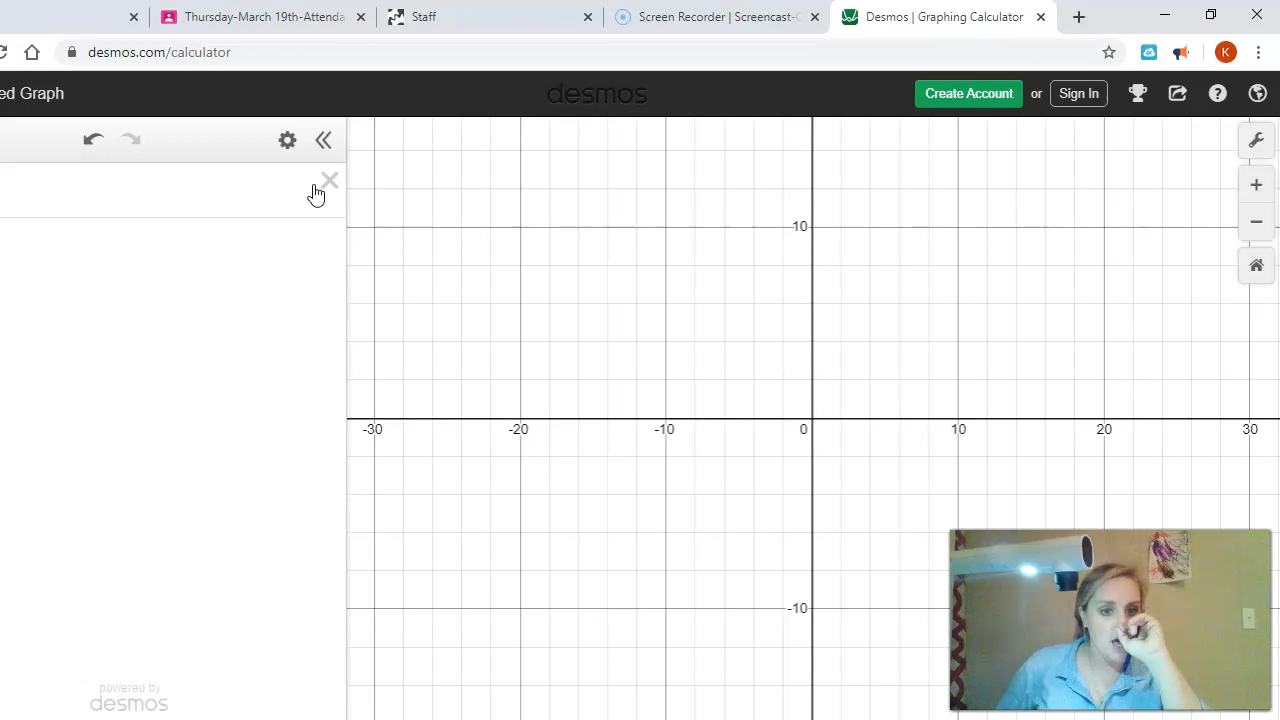 Thursday-March 19th-Attenda
Staff
Screen Recorder | Screencast-O
Desmos | Graphing Calculator
desmos.com/calculator
K
ed Graph
desmos
Create Account
or
Sign In
10
-30
-20
-10
0
10
20
30
-10
powered by
desmos